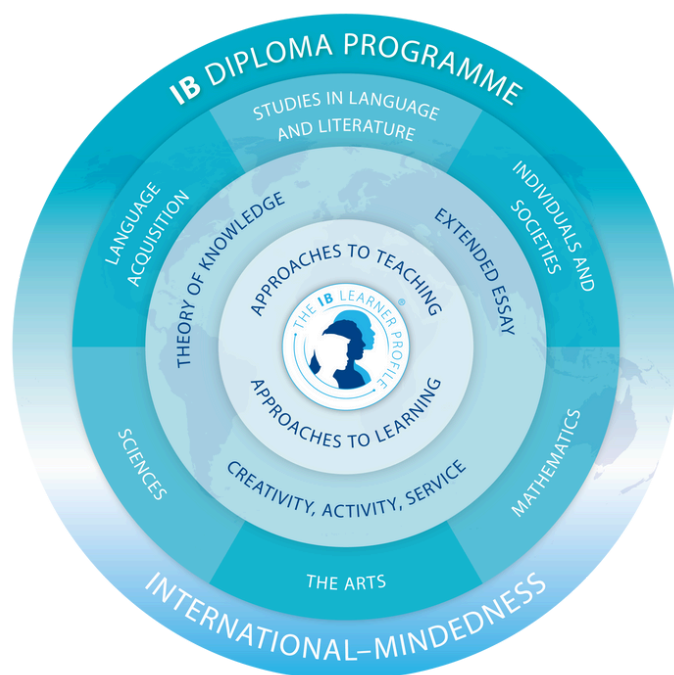 IB DIPLOMA PROGRAMME
STUDIES IN LANGUAGE
AND LITERATURE
LANGUAGE
ACQUISITION
INDIVIDUALS AND
SOCIETIES
THEORY OF KNOWLEDGE
EXTENDED ESSAY
APPROACHES TO TEACHING
THE IB LEARNER PROFILE ®
APPROACHES TO LEARNING
CREATIVITY, ACTIVITY, SERVICE
SCIENCES
MATHEMATICS
THE ARTS
INTERNATIONAL–MINDEDNESS